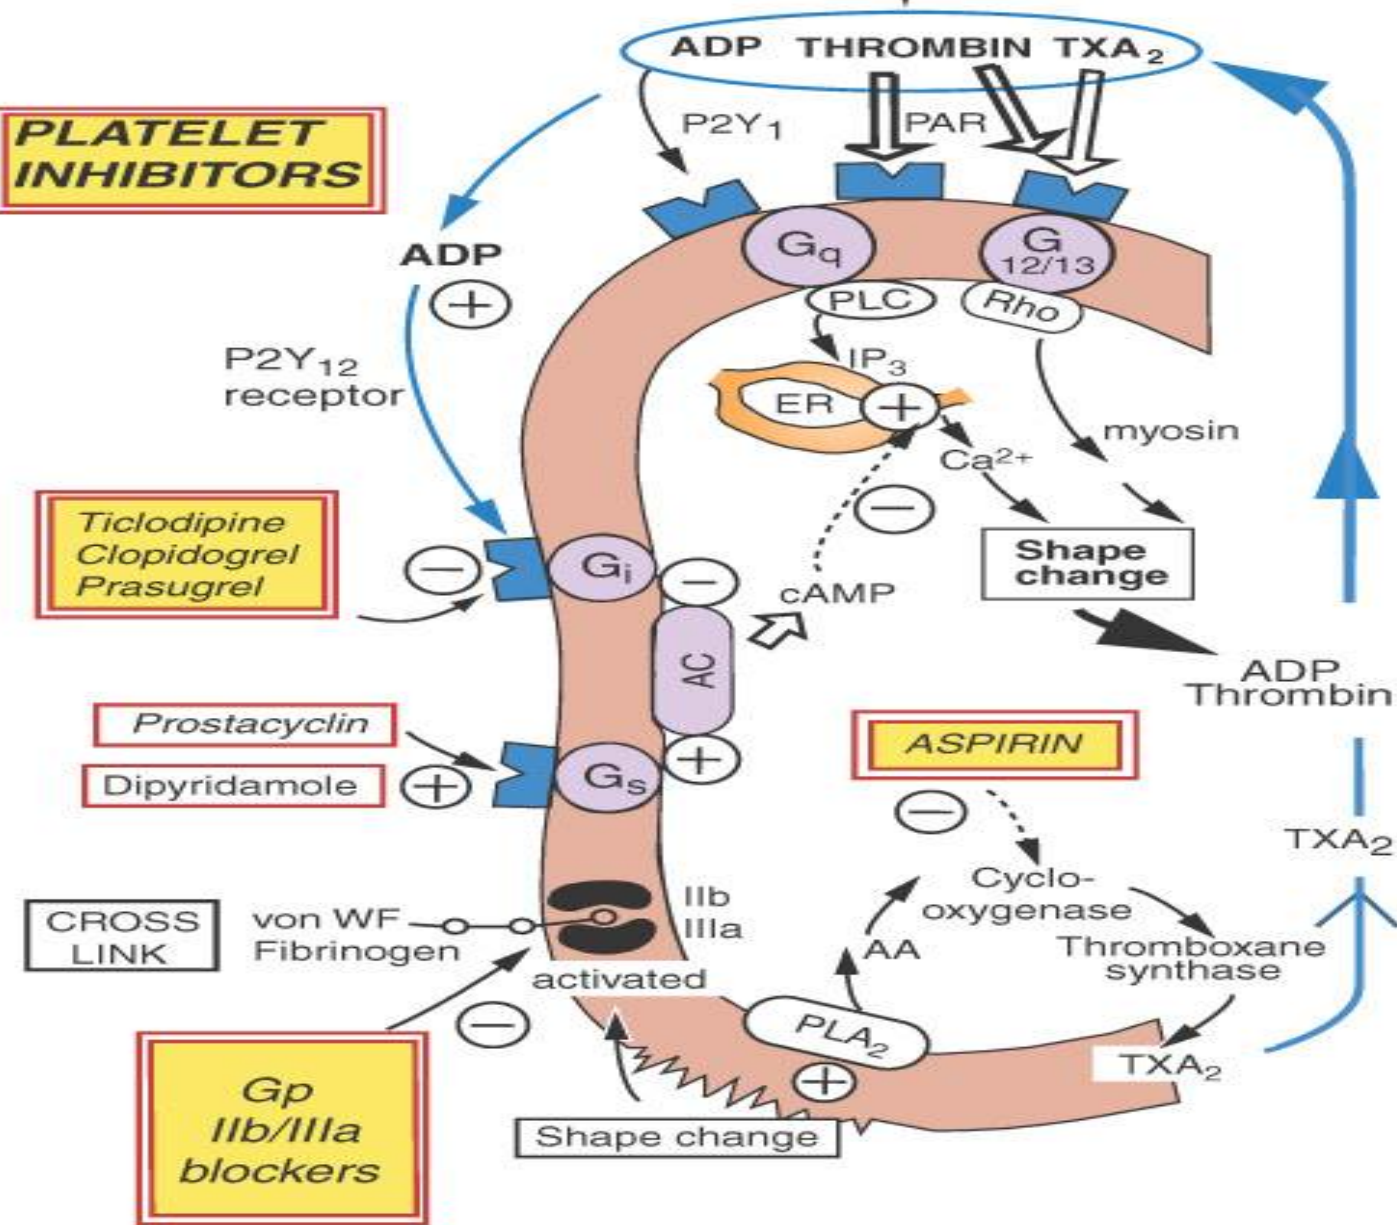 ADP THROMBIN TXA₂
PLATELET
INHIBITORS
P2Y₁
PAR
ADP
+
Gq
G
12/13
PLC
Rho
P2Y₁₂
receptor
IP₃
ER
+
myosin
Ca²⁺
−
Ticlodipine
Clopidogrel
Prasugrel
−
Gi
−
cAMP
Shape
change
AC
ADP
Thrombin
Prostacyclin
Dipyridamole
+
Gs
+
ASPIRIN
−
TXA₂
Cyclo-
oxygenase
IIb
IIIa
CROSS
LINK
von WF
Fibrinogen
AA
Thromboxane
synthase
activated
−
PLA₂
+
TXA₂
Gp
IIb/IIIa
blockers
Shape change